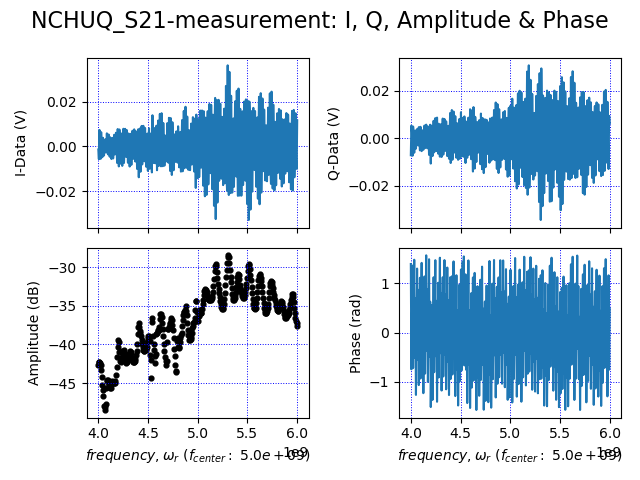 NCHUQ_S21-measurement: I, Q, Amplitude & Phase
I-Data (V)
0.02
0.00
−0.02
Q-Data (V)
0.02
0.00
−0.02
Amplitude (dB)
−30
−35
−40
−45
4.0 4.5 5.0 5.5 6.0
1e9
frequency, ωr (fcenter: 5.0e+09)
Phase (rad)
1
0
−1
4.0 4.5 5.0 5.5 6.0
1e9
frequency, ωr (fcenter: 5.0e+09)